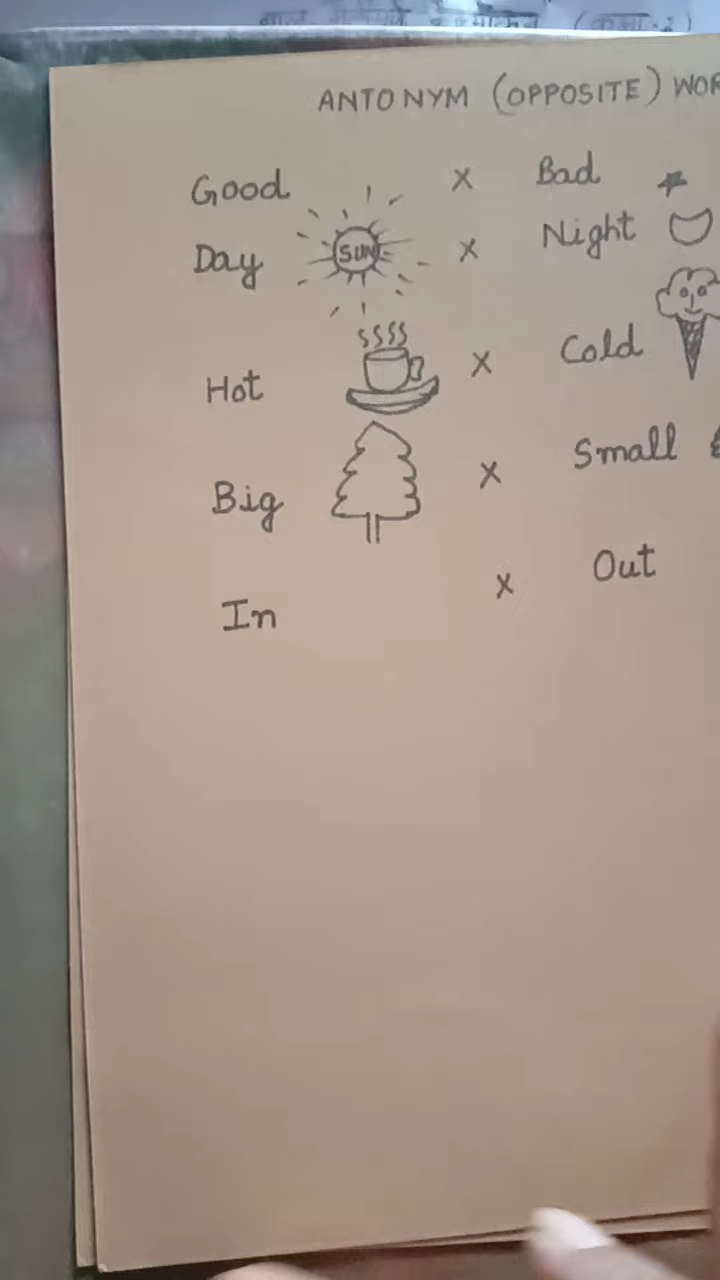 ANTONYM (OPPOSITE) WOR
Good x Bad
Day SUN x Night
Hot x Cold
Big x Small
In x Out